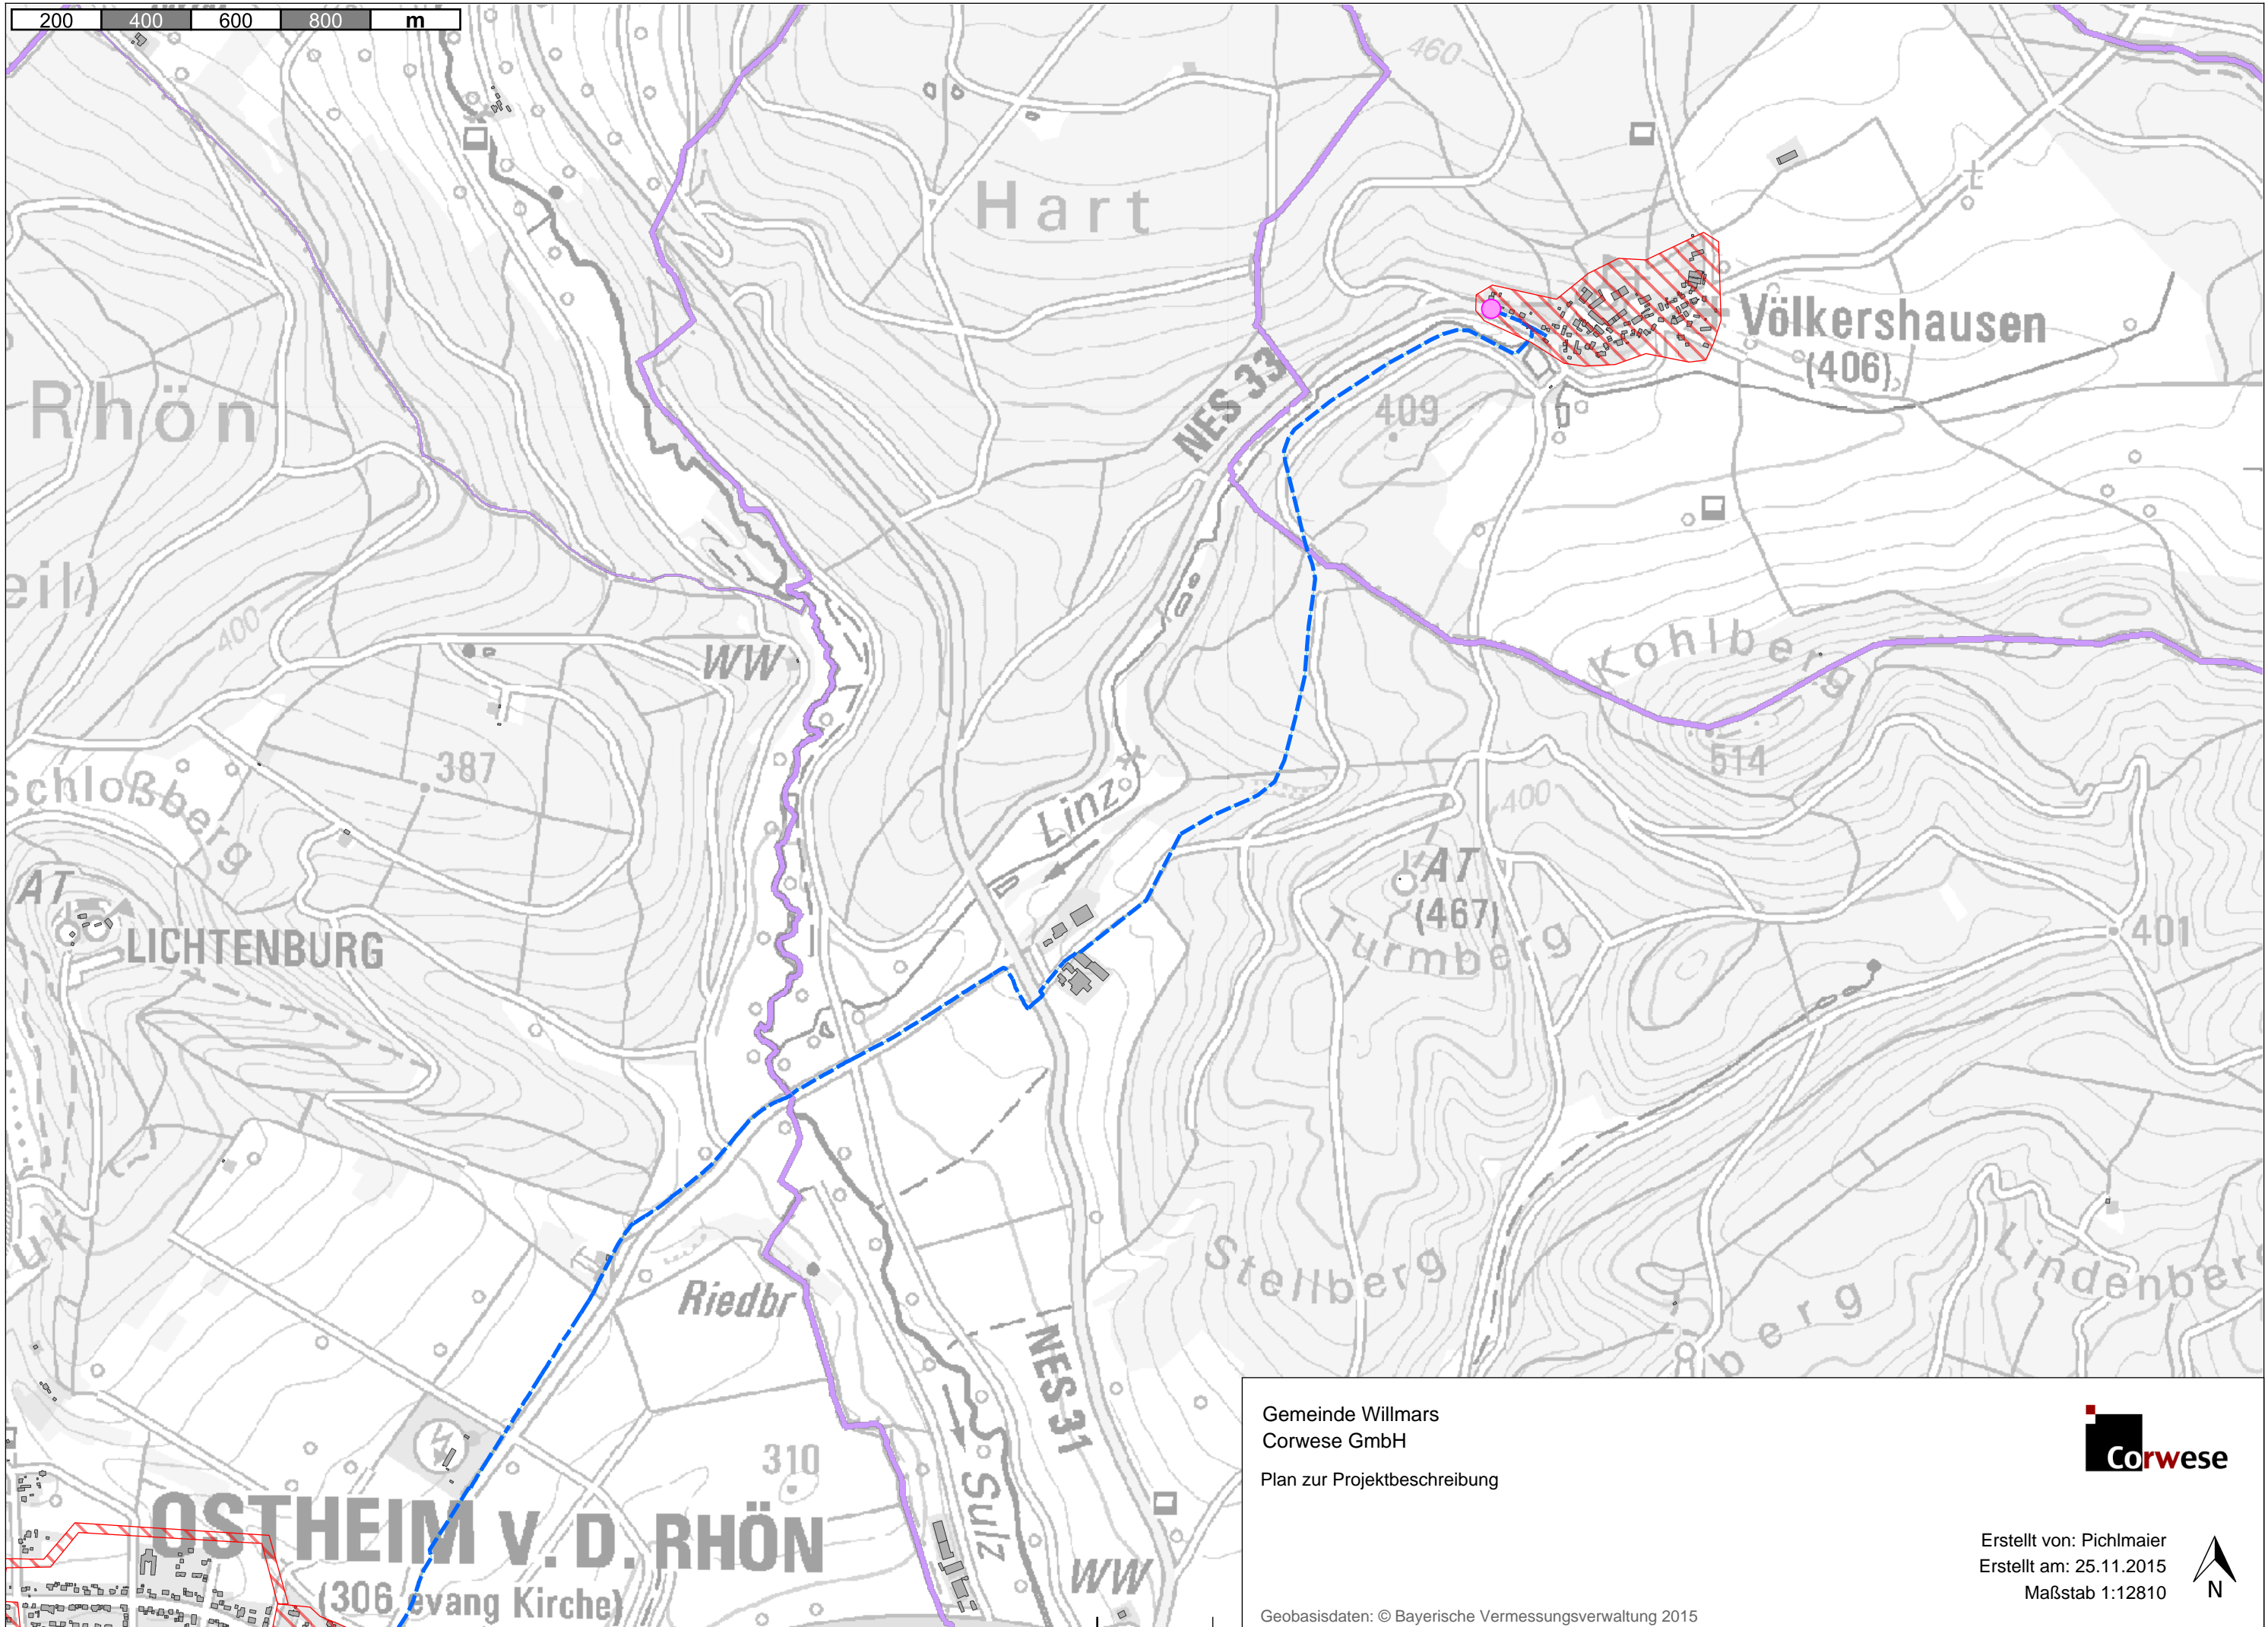 200 400 600 800 m
460
Hart
Völkershausen
(406)
NES 33
409
Rhön
eil)
400
WW
Kohlberg
387
514
Schloßberg
Linz
400
AT
AT
(467)
Turmberg
401
LICHTENBURG
Stellberg
Lindenber
uk
Riedbr
berg
NES 31
310
Sulz
OSTHEIM V. D. RHÖN
(306 evang Kirche)
WW
Gemeinde Willmars
Corwese GmbH
Plan zur Projektbeschreibung
Corwese
Erstellt von: Pichlmaier
Erstellt am: 25.11.2015
Maßstab 1:12810
N
Geobasisdaten: © Bayerische Vermessungsverwaltung 2015